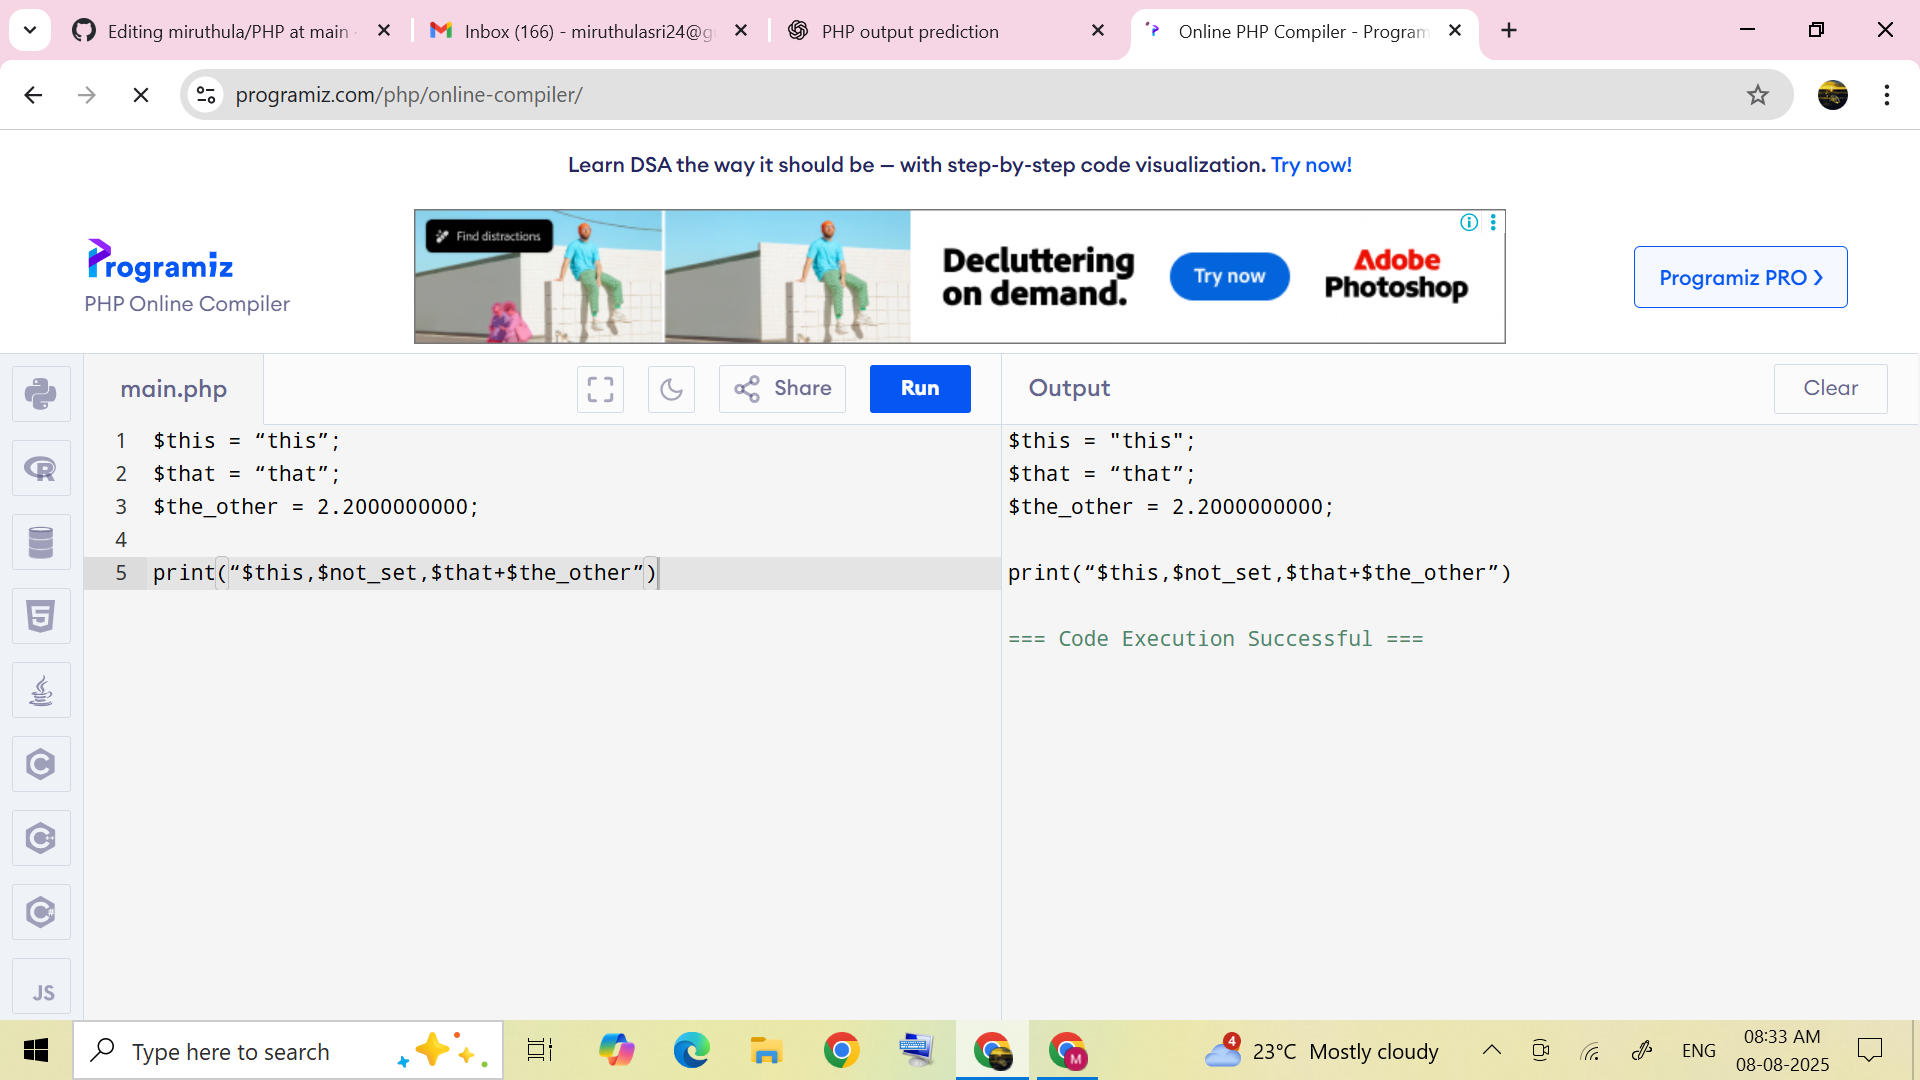 Editing miruthula/PHP at main
Inbox (166) - miruthulasri24@g
PHP output prediction
Online PHP Compiler - Program
programiz.com/php/online-compiler/
Learn DSA the way it should be — with step-by-step code visualization. Try now!
Programiz
PHP Online Compiler
Find distractions
Decluttering
on demand.
Try now
Adobe
Photoshop
Programiz PRO ›
main.php
Share
Run
Output
Clear
1 $this = “this”;
2 $that = “that”;
3 $the_other = 2.2000000000;
4
5 print(“$this,$not_set,$that+$the_other”)
$this = "this";
$that = “that”;
$the_other = 2.2000000000;
print(“$this,$not_set,$that+$the_other”)
=== Code Execution Successful ===
R
5
C
C++
C#
JS
Type here to search
M
4
23°C Mostly cloudy
ENG
08:33 AM
08-08-2025